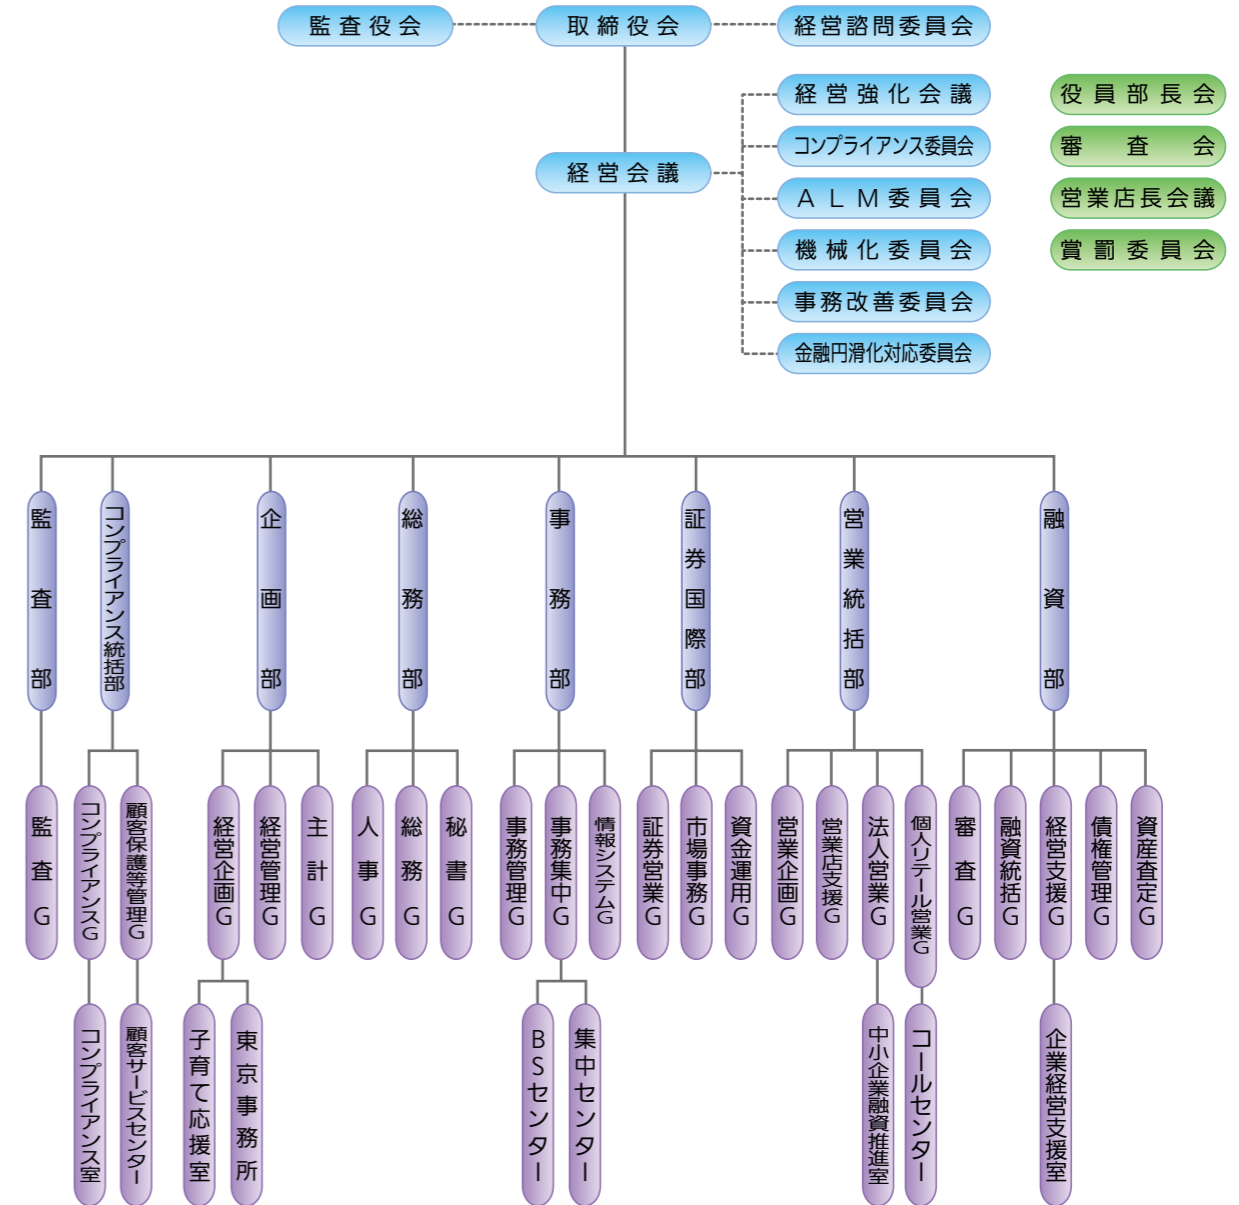 監査役会
取締役会
経営諮問委員会
経営強化会議
役員部長会
コンプライアンス委員会
審査会
経営会議
ALM委員会
営業店長会議
機械化委員会
賞罰委員会
事務改善委員会
金融円滑化対応委員会
監査部
コンプライアンス統括部
企画部
総務部
事務部
証券国際部
営業統括部
融資部
監査G
コンプライアンスG
顧客保護等管理G
経営企画G
経営管理G
主計G
人事G
総務G
秘書G
事務管理G
事務集中G
情報システムG
証券営業G
市場事務G
資金運用G
営業企画G
営業店支援G
法人営業G
個人リテール営業G
審査G
融資統括G
経営支援G
債権管理G
資産査定G
コンプライアンス室
顧客サービスセンター
子育て応援室
東京事務所
BSセンター
集中センター
中小企業融資推進室
コールセンター
企業経営支援室